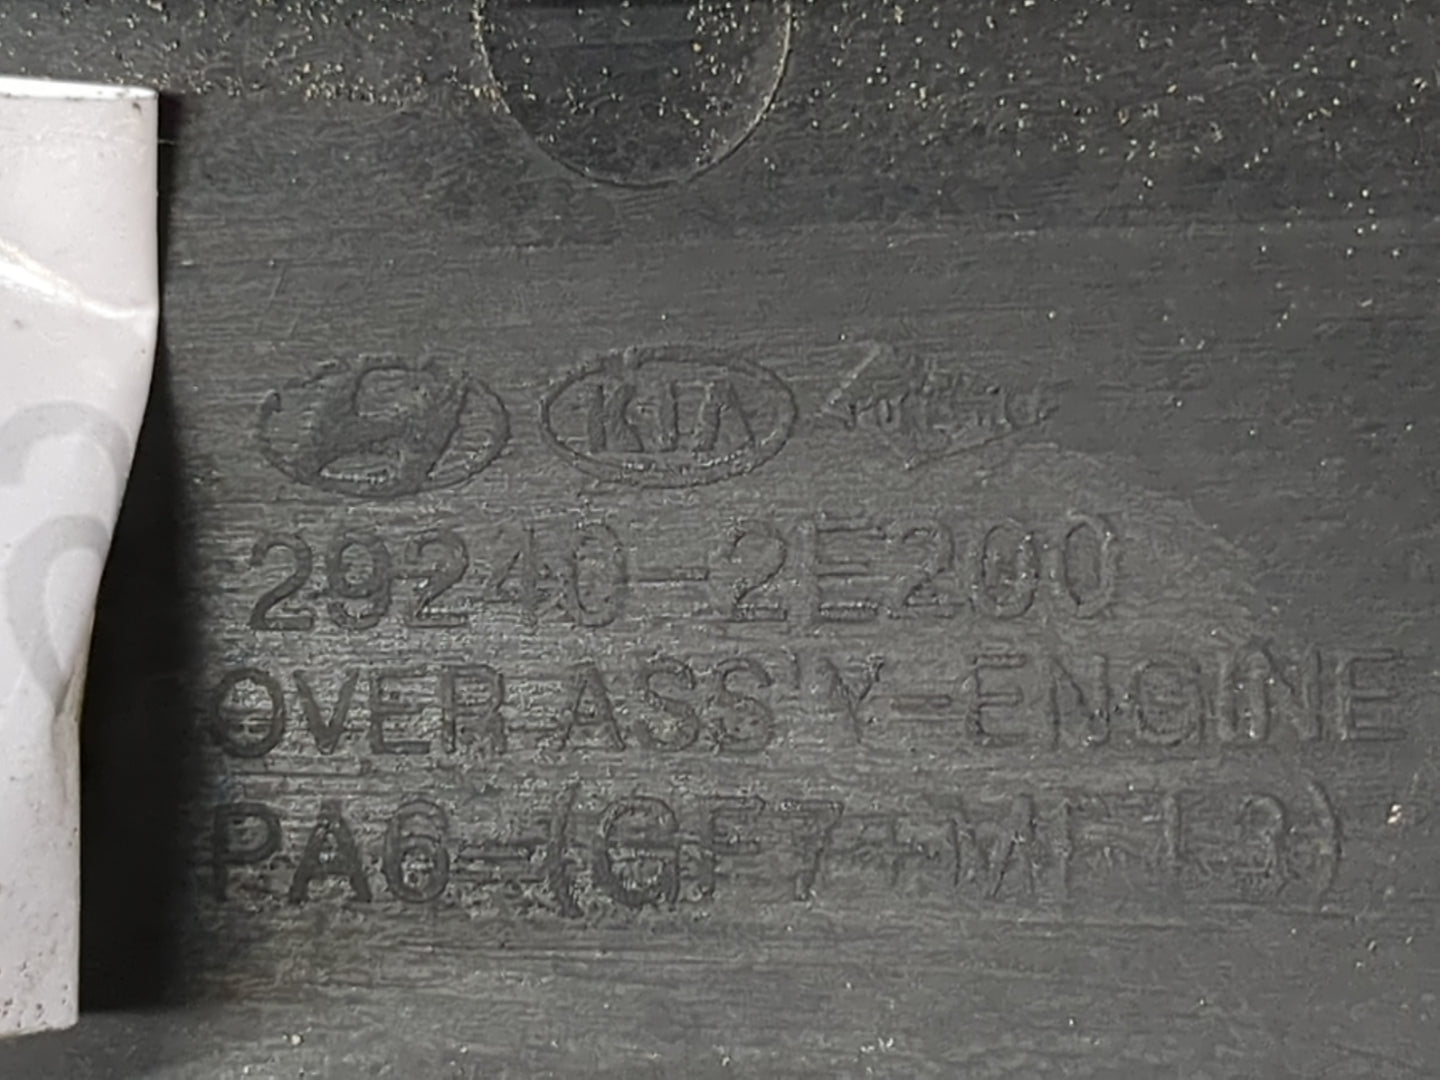 KIA
29240-2E200
OVER ASS'Y-ENGINE
PA6-(GF7+MF13)